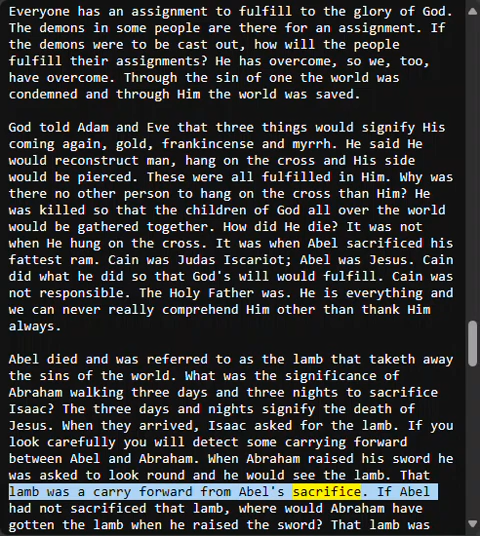 Everyone has an assignment to fulfill to the glory of God.
The demons in some people are there for an assignment. If
the demons were to be cast out, how will the people
fulfill their assignments? He has overcome, so we, too,
have overcome. Through the sin of one the world was
condemned and through Him the world was saved.

God told Adam and Eve that three things would signify His
coming again, gold, frankincense and myrrh. He said He
would reconstruct man, hang on the cross and His side
would be pierced. These were all fulfilled in Him. Why was
there no other person to hang on the cross than Him? He
was killed so that the children of God all over the world
would be gathered together. How did He die? It was not
when He hung on the cross. It was when Abel sacrificed his
fattest ram. Cain was Judas Iscariot; Abel was Jesus. Cain
did what he did so that God's will would fulfill. Cain was
not responsible. The Holy Father was. He is everything and
we can never really comprehend Him other than thank Him
always.

Abel died and was referred to as the lamb that taketh away
the sins of the world. What was the significance of
Abraham walking three days and three nights to sacrifice
Isaac? The three days and nights signify the death of
Jesus. When they arrived, Isaac asked for the lamb. If you
look carefully you will detect some carrying forward
between Abel and Abraham. When Abraham raised his sword he
was asked to look round and he would see the lamb. That
lamb was a carry forward from Abel's sacrifice. If Abel
had not sacrificed that lamb, where would Abraham have
gotten the lamb when he raised the sword? That lamb was